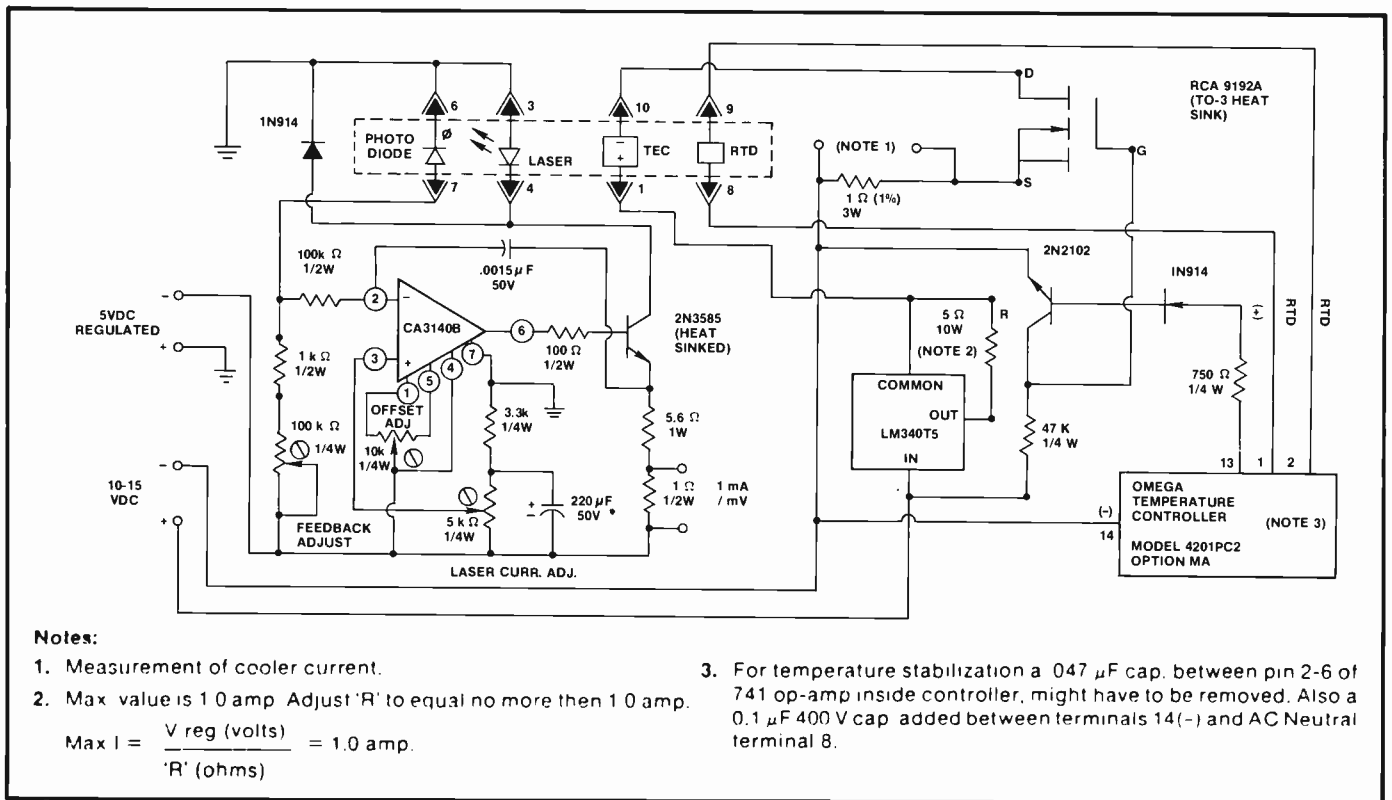 1N914
6
3
10
9
D
RCA 9192A
(TO-3 HEAT
SINK)
PHOTO
DIODE
ø
LASER
−
+
TEC
RTD
(NOTE 1)
G
7
4
1
8
S
1 Ω (1%)
3W
100k Ω
1/2W
.0015μF
50V
2N2102
1N914
5VDC
REGULATED
−
+
2
−
CA3140B
6
2N3585
(HEAT
SINKED)
5 Ω
10W
(NOTE 2)
R
(+)
RTD
RTD
3
+
7
4
5
1
100 Ω
1/2W
1 k Ω
1/2W
OFFSET
ADJ
10k
1/4W
3.3k
1/4W
5.6 Ω
1W
COMMON
OUT
LM340T5
IN
750 Ω
1/4 W
100 k Ω
1/4W
47 K
1/4 W
13
1
2
10-15
VDC
−
+
1 Ω
1/2W
1 mA
/ mV
+
−
220μF
50V
5 kΩ
1/4W
FEEDBACK
ADJUST
LASER CURR. ADJ.
(−)
14
OMEGA
TEMPERATURE
CONTROLLER
(NOTE 3)
MODEL 4201PC2
OPTION MA
Notes:
1. Measurement of cooler current.
2. Max value is 1 0 amp Adjust 'R' to equal no more then 1 0 amp.
Max I = V reg (volts) / 'R' (ohms) = 1.0 amp.
3. For temperature stabilization a 047 μF cap. between pin 2-6 of
741 op-amp inside controller, might have to be removed. Also a
0.1 μF 400 V cap added between terminals 14(-) and AC Neutral
terminal 8.